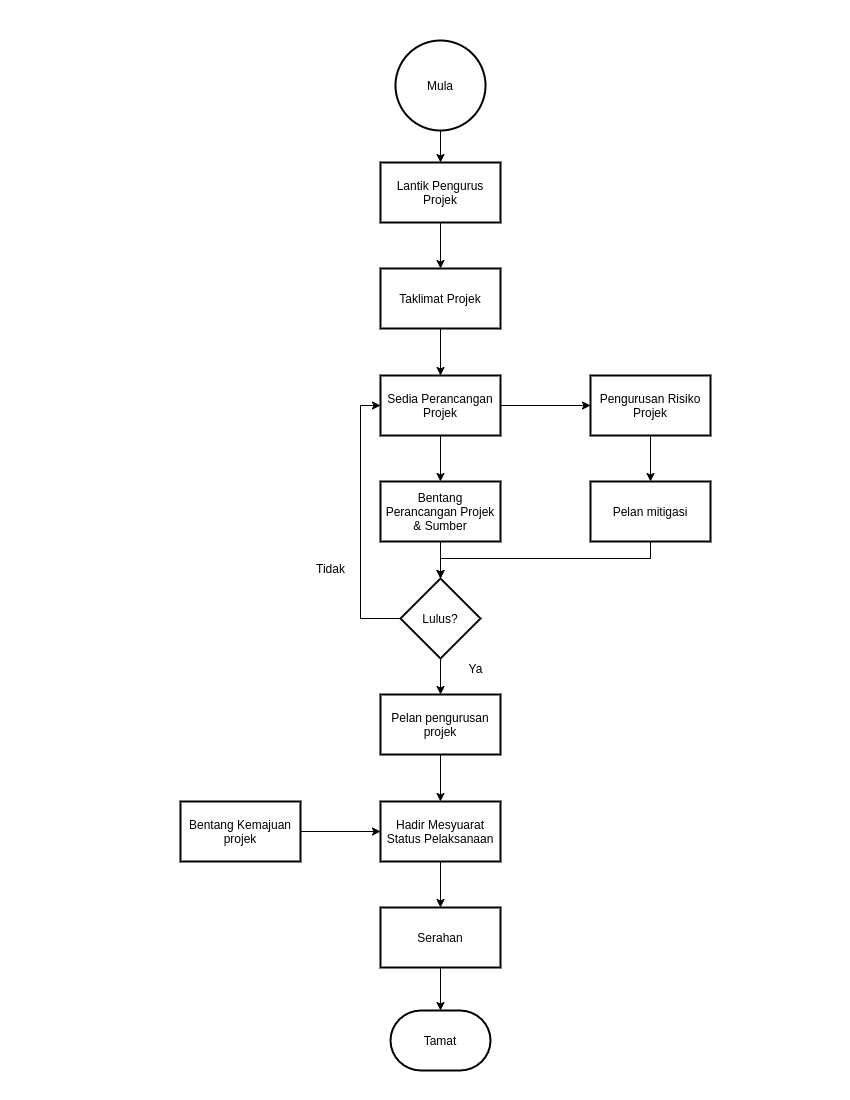 Mula
Lantik Pengurus
Projek
Taklimat Projek
Sedia Perancangan
Projek
Pengurusan Risiko
Projek
Bentang
Perancangan Projek
& Sumber
Pelan mitigasi
Tidak
Lulus?
Ya
Pelan pengurusan
projek
Bentang Kemajuan
projek
Hadir Mesyuarat
Status Pelaksanaan
Serahan
Tamat